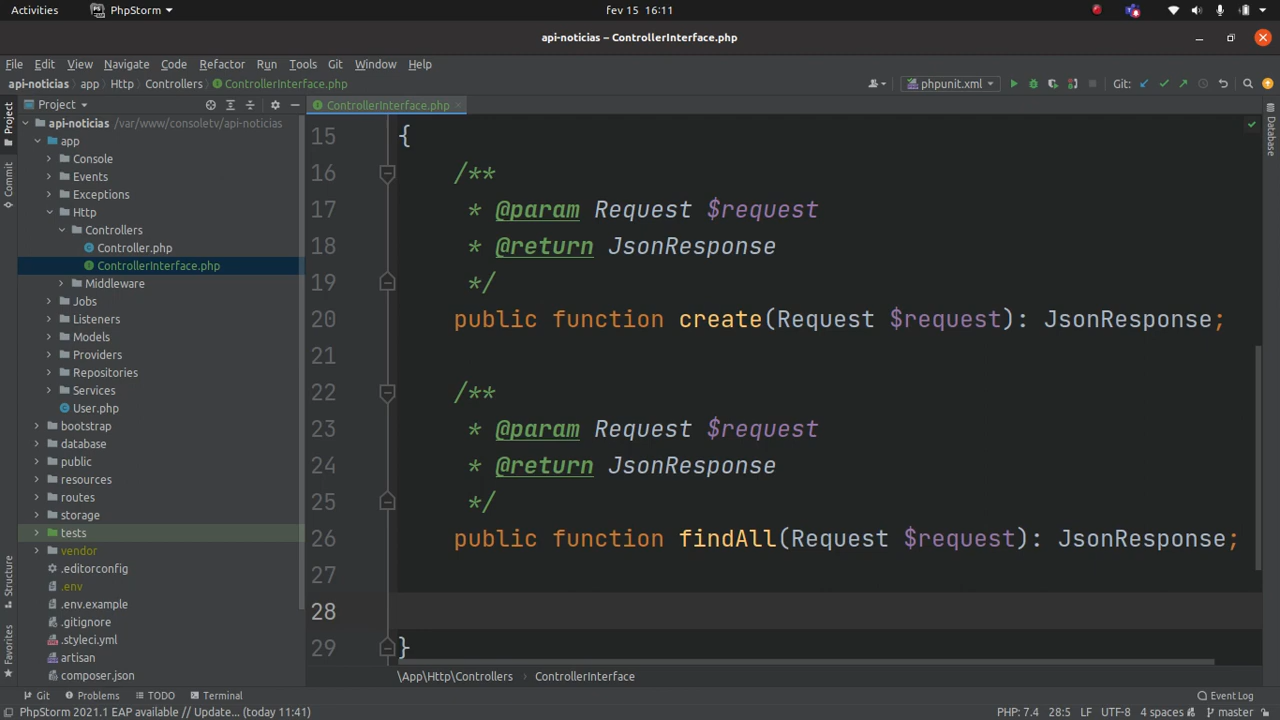 Activities PhpStorm fev 15 16:11
api-noticias – ControllerInterface.php
File Edit View Navigate Code Refactor Run Tools Git Window Help
api-noticias app Http Controllers ControllerInterface.php phpunit.xml Git:
Project ControllerInterface.php
api-noticias /var/www/consoletv/api-noticias
app
Console
Events
Exceptions
Http
Controllers
Controller.php
ControllerInterface.php
Middleware
Jobs
Listeners
Models
Providers
Repositories
Services
User.php
bootstrap
database
public
resources
routes
storage
tests
vendor
.editorconfig
.env
.env.example
.gitignore
.styleci.yml
artisan
composer.json
Project
Commit
Structure
Favorites
15 {
16 /**
17 * @param Request $request
18 * @return JsonResponse
19 */
20 public function create(Request $request): JsonResponse;
21
22 /**
23 * @param Request $request
24 * @return JsonResponse
25 */
26 public function findAll(Request $request): JsonResponse;
27
28
29 }
Database
\App\Http\Controllers ControllerInterface
Git Problems TODO Terminal Event Log
PhpStorm 2021.1 EAP available // Update... (today 11:41) PHP: 7.4 28:5 LF UTF-8 4 spaces master